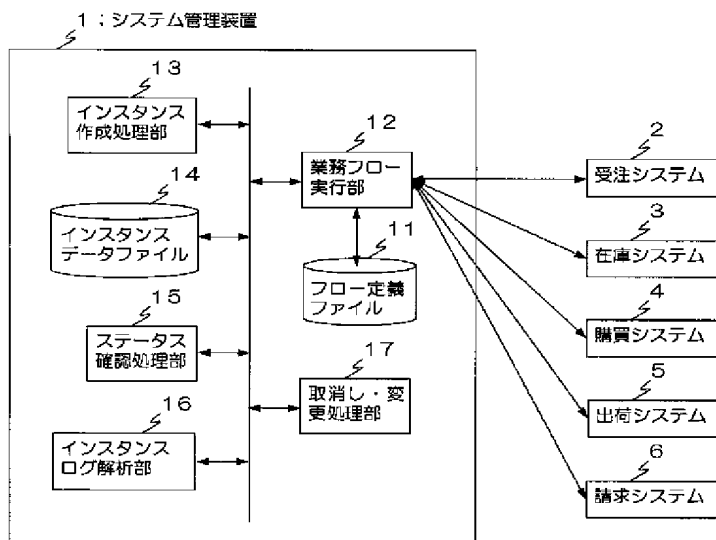 1;システム管理装置
13
インスタンス
作成処理部
12
業務フロー
実行部
2
受注システム
14
インスタンス
データファイル
11
フロー定義
ファイル
3
在庫システム
4
購買システム
15
ステータス
確認処理部
17
取消し・変
更処理部
5
出荷システム
16
インスタンス
ログ解析部
6
請求システム